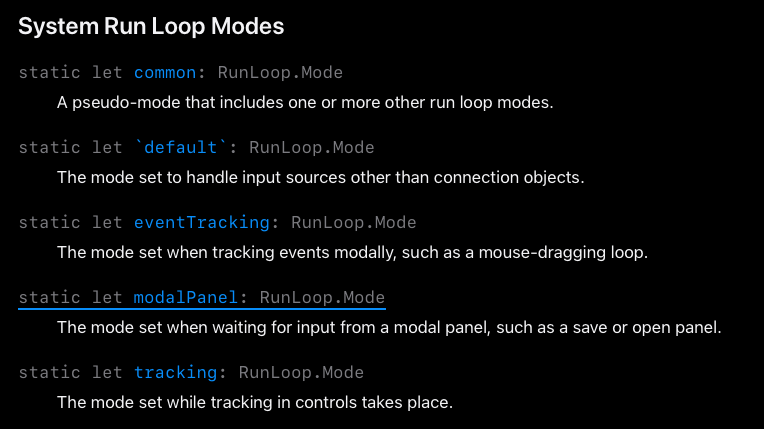 System Run Loop Modes
static let common: RunLoop.Mode
A pseudo-mode that includes one or more other run loop modes.
static let `default`: RunLoop.Mode
The mode set to handle input sources other than connection objects.
static let eventTracking: RunLoop.Mode
The mode set when tracking events modally, such as a mouse-dragging loop.
static let modalPanel: RunLoop.Mode
The mode set when waiting for input from a modal panel, such as a save or open panel.
static let tracking: RunLoop.Mode
The mode set while tracking in controls takes place.